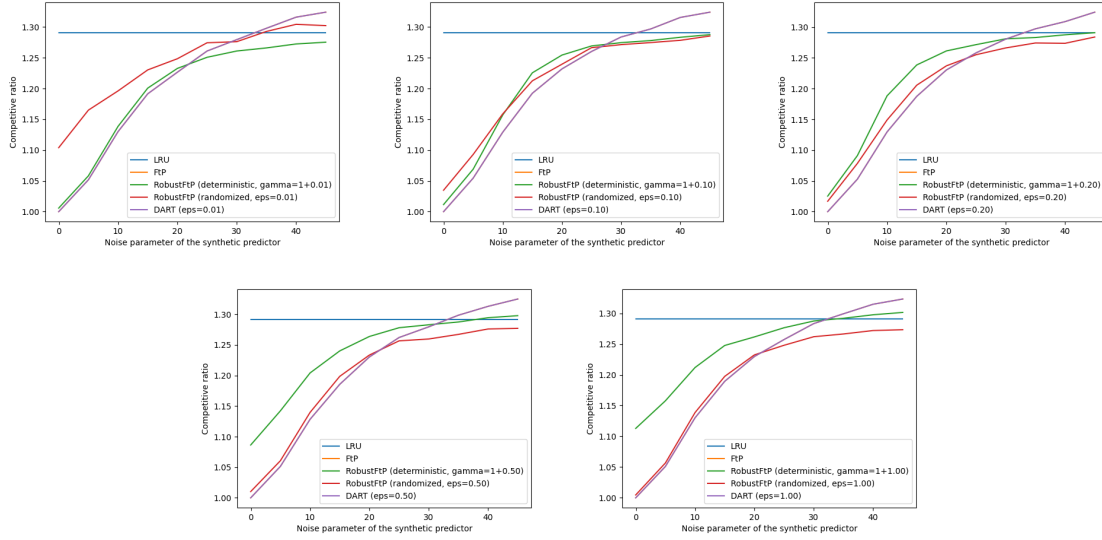 1.30
1.25
1.20
1.15
1.10
1.05
1.00
Competitive ratio
LRU
FtP
RobustFtP (deterministic, gamma=1+0.01)
RobustFtP (randomized, eps=0.01)
DART (eps=0.01)
0 10 20 30 40
Noise parameter of the synthetic predictor
1.30
1.25
1.20
1.15
1.10
1.05
1.00
Competitive ratio
LRU
FtP
RobustFtP (deterministic, gamma=1+0.10)
RobustFtP (randomized, eps=0.10)
DART (eps=0.10)
0 10 20 30 40
Noise parameter of the synthetic predictor
1.30
1.25
1.20
1.15
1.10
1.05
1.00
Competitive ratio
LRU
FtP
RobustFtP (deterministic, gamma=1+0.20)
RobustFtP (randomized, eps=0.20)
DART (eps=0.20)
0 10 20 30 40
Noise parameter of the synthetic predictor
1.30
1.25
1.20
1.15
1.10
1.05
1.00
Competitive ratio
LRU
FtP
RobustFtP (deterministic, gamma=1+0.50)
RobustFtP (randomized, eps=0.50)
DART (eps=0.50)
0 10 20 30 40
Noise parameter of the synthetic predictor
1.30
1.25
1.20
1.15
1.10
1.05
1.00
Competitive ratio
LRU
FtP
RobustFtP (deterministic, gamma=1+1.00)
RobustFtP (randomized, eps=1.00)
DART (eps=1.00)
0 10 20 30 40
Noise parameter of the synthetic predictor